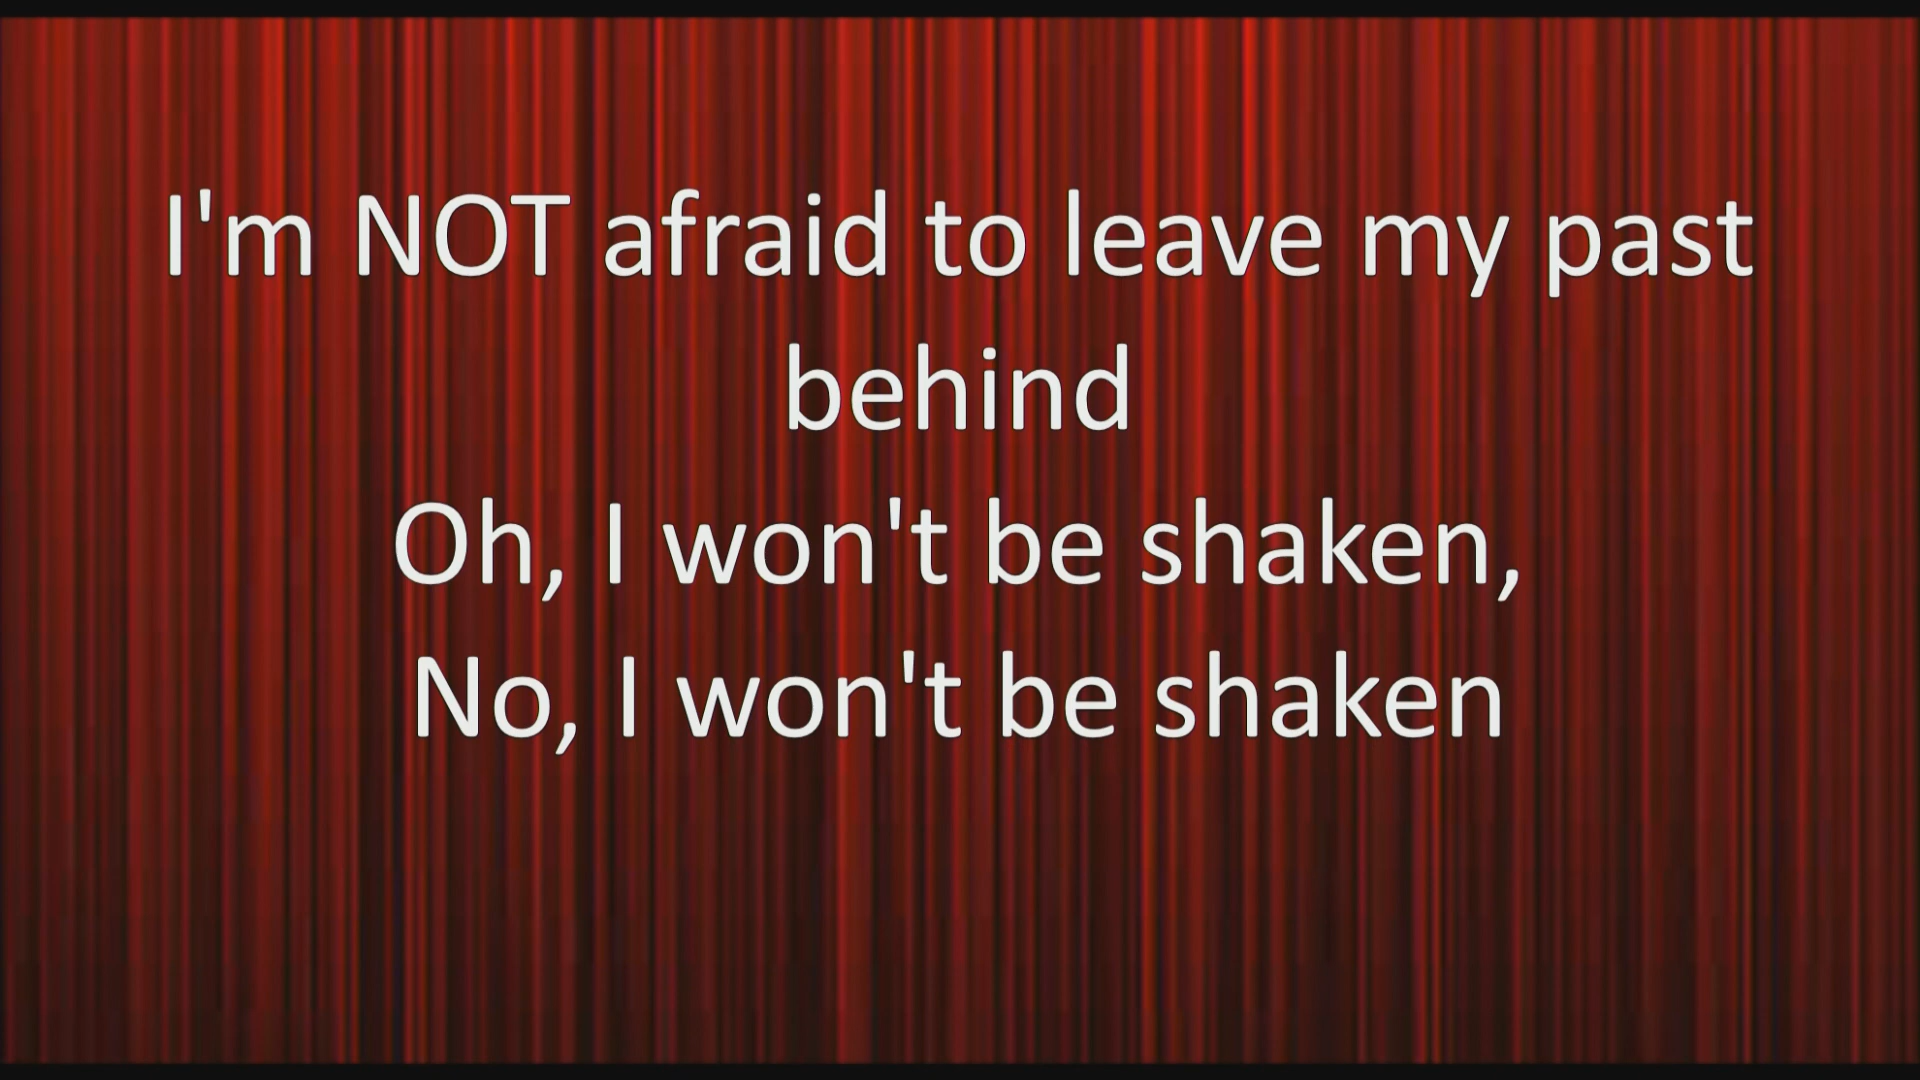 I'm NOT afraid to leave my past
behind
Oh, I won't be shaken,
No, I won't be shaken